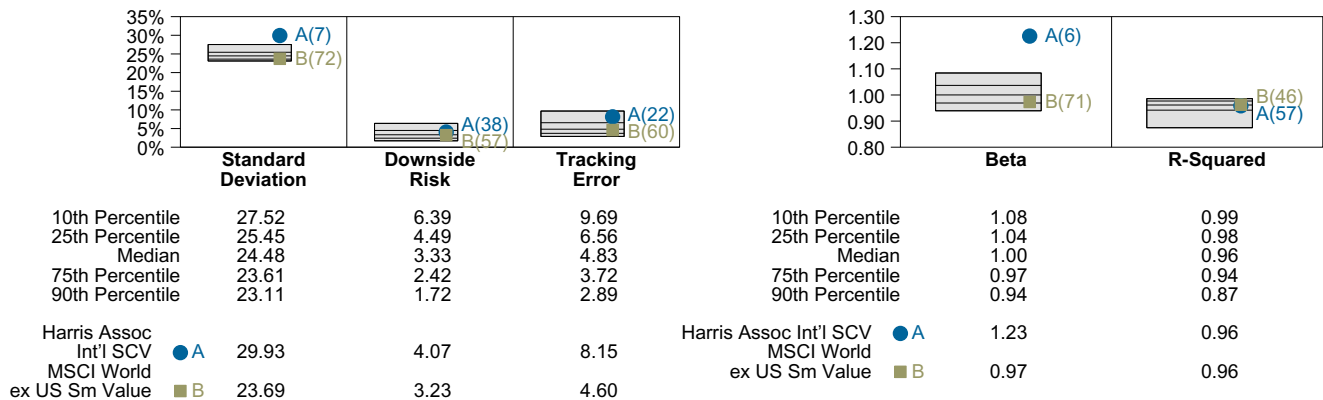 35%
30%
25%
20%
15%
10%
5%
0%
Standard
Deviation
Downside
Risk
Tracking
Error
A(7)
B(72)
A(38)
B(57)
A(22)
B(60)
10th Percentile 27.52 6.39 9.69
25th Percentile 25.45 4.49 6.56
Median 24.48 3.33 4.83
75th Percentile 23.61 2.42 3.72
90th Percentile 23.11 1.72 2.89
Harris Assoc
Int'l SCV A 29.93 4.07 8.15
MSCI World
ex US Sm Value B 23.69 3.23 4.60
1.30
1.20
1.10
1.00
0.90
0.80
Beta
R-Squared
A(6)
B(71)
B(46)
A(57)
10th Percentile 1.08 0.99
25th Percentile 1.04 0.98
Median 1.00 0.96
75th Percentile 0.97 0.94
90th Percentile 0.94 0.87
Harris Assoc Int'l SCV A 1.23 0.96
MSCI World
ex US Sm Value B 0.97 0.96